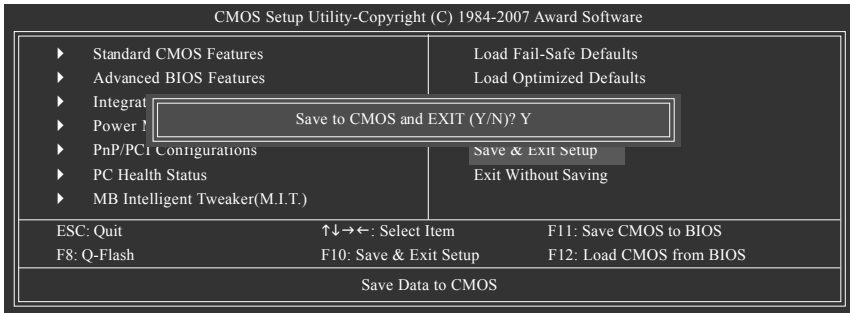 CMOS Setup Utility-Copyright (C) 1984-2007 Award Software
Standard CMOS Features
Advanced BIOS Features
Power
PnP/PCI Configurations
PC Health Status
MB Intelligent Tweaker(M.I.T.)
Load Fail-Safe Defaults
Load Optimized Defaults
Save & Exit Setup
Exit Without Saving
Save to CMOS and EXIT (Y/N)? Y
ESC: Quit
↑↓→←: Select Item
F11: Save CMOS to BIOS
F8: Q-Flash
F10: Save & Exit Setup
F12: Load CMOS from BIOS
Save Data to CMOS